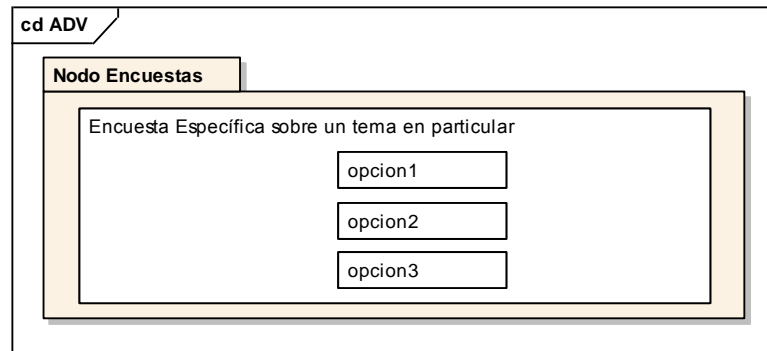 cd ADV
Nodo Encuestas
Encuesta Específica sobre un tema en particular
opcion1
opcion2
opcion3